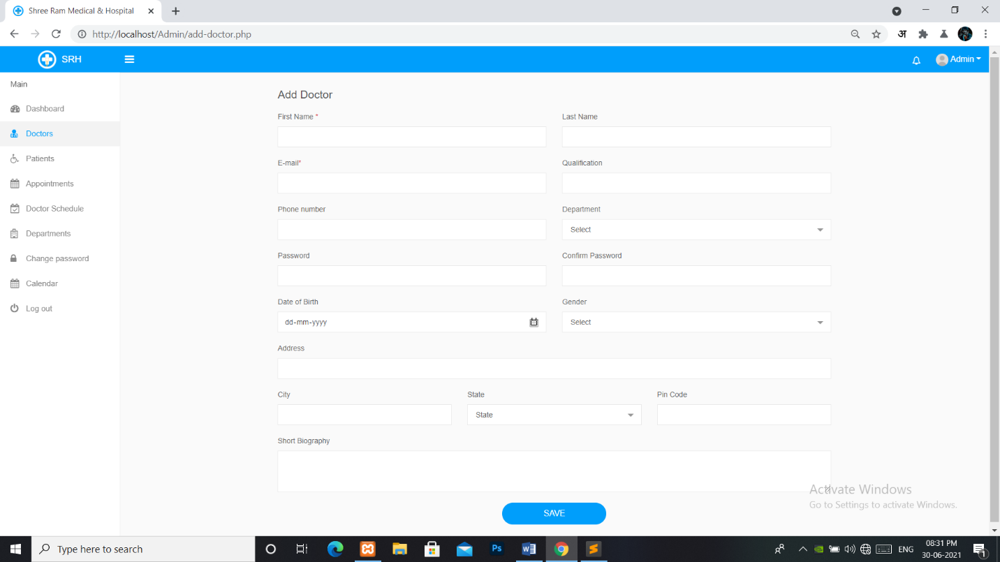 Shree Ram Medical & Hospital
http://localhost/Admin/add-doctor.php
अ
SRH
Admin
Main
Dashboard
Doctors
Patients
Appointments
Doctor Schedule
Departments
Change password
Calendar
Log out
Add Doctor
First Name *
Last Name
E-mail*
Qualification
Phone number
Department
Select
Password
Confirm Password
Date of Birth
Gender
dd-mm-yyyy
Select
Address
City
State
Pin Code
State
Short Biography
SAVE
Activate Windows
Go to Settings to activate Windows.
Type here to search
Ps
W
S
ENG
08:31 PM
30-06-2021
1